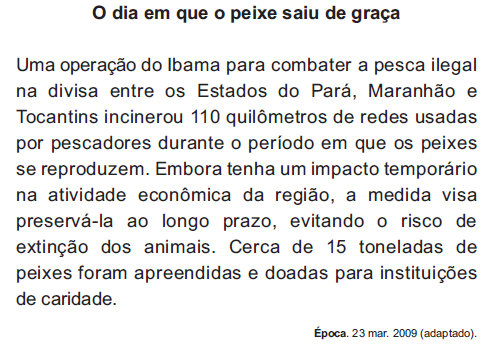 O dia em que o peixe saiu de graça
Uma operação do Ibama para combater a pesca ilegal
na divisa entre os Estados do Pará, Maranhão e
Tocantins incinerou 110 quilômetros de redes usadas
por pescadores durante o período em que os peixes
se reproduzem. Embora tenha um impacto temporário
na atividade econômica da região, a medida visa
preservá-la ao longo prazo, evitando o risco de
extinção dos animais. Cerca de 15 toneladas de
peixes foram apreendidas e doadas para instituições
de caridade.
Época. 23 mar. 2009 (adaptado).